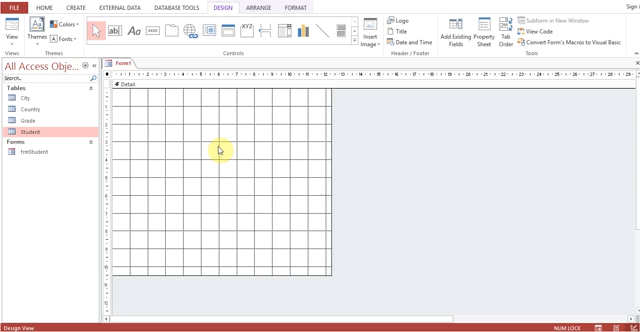 FILE HOME CREATE EXTERNAL DATA DATABASE TOOLS DESIGN ARRANGE FORMAT Sign i
View
Themes
Colors
Fonts
Themes
Views
ab|
Aa
XYZ
Controls
Insert Image
Logo
Title
Date and Time
Header / Footer
Add Existing Fields
Property Sheet
Tab Order
Subform in New Window
View Code
Convert Form's Macros to Visual Basic
Tools
All Access Obje...
Search...
Tables
City
Country
Grade
Student
Forms
frmStudent
Form1
Detail
Design View
NUM LOCK